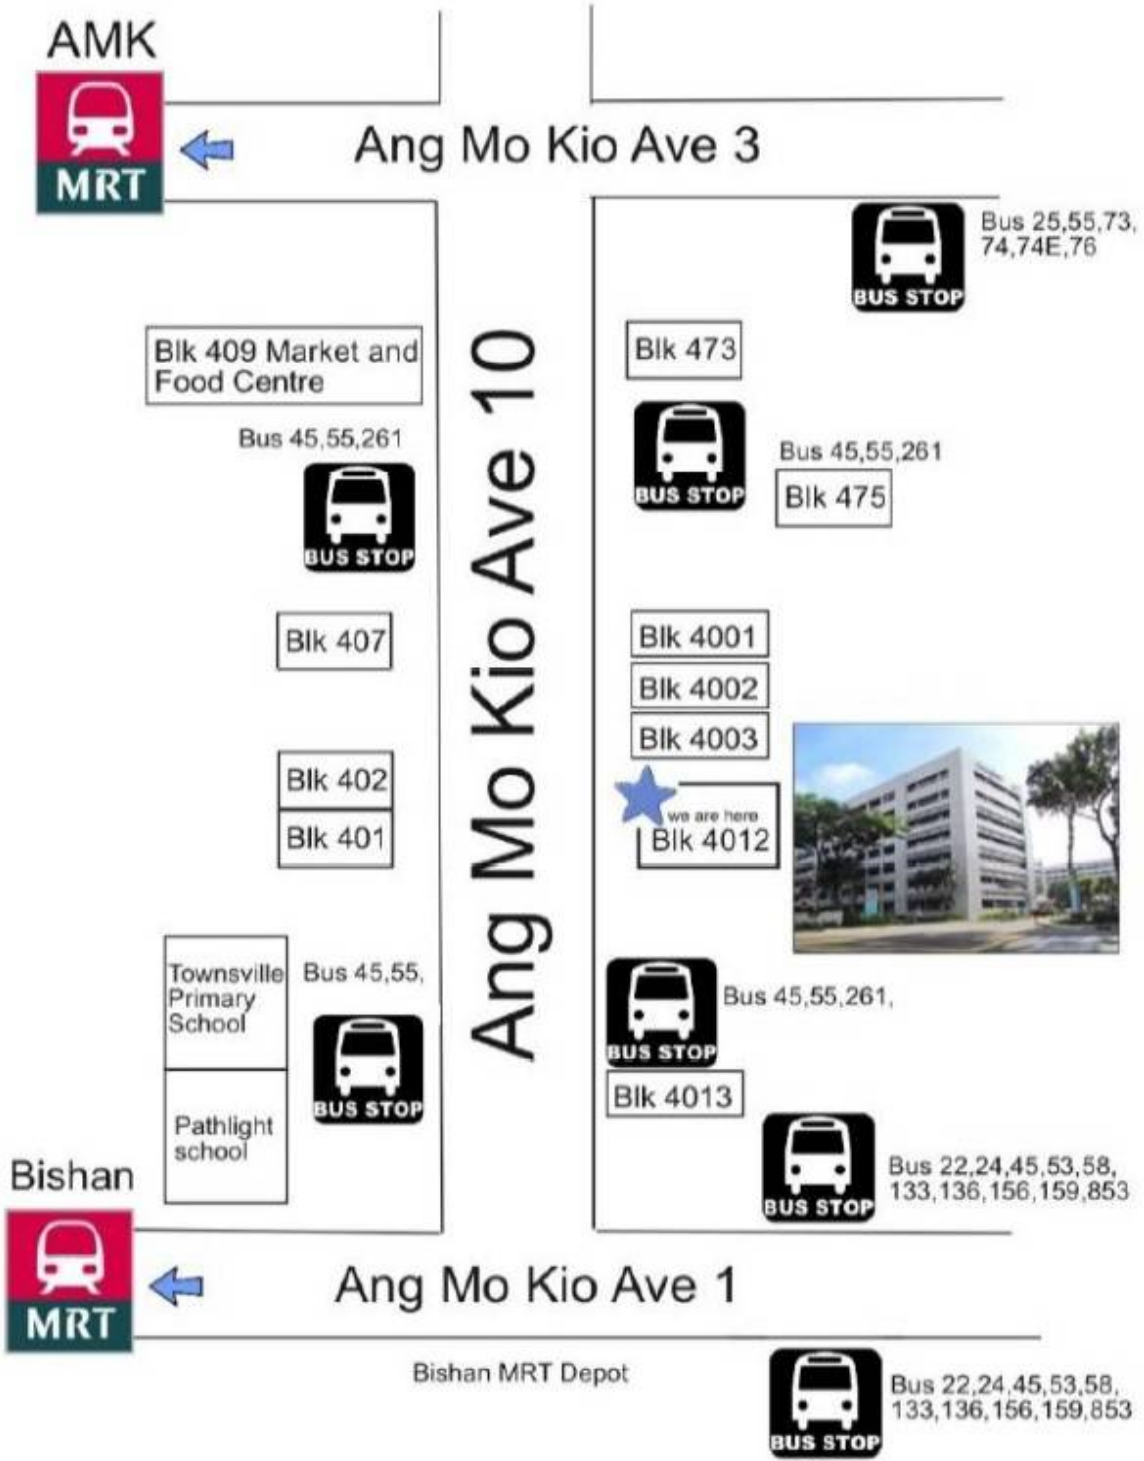 AMK
MRT
Ang Mo Kio Ave 3
BUS STOP
Bus 25,55,73,
74,74E,76
Blk 409 Market and
Food Centre
Bus 45,55,261
BUS STOP
Blk 473
BUS STOP
Bus 45,55,261
Blk 475
Ang Mo Kio Ave 10
Blk 407
Blk 402
Blk 401
Blk 4001
Blk 4002
Blk 4003
we are here
Blk 4012
Townsville
Primary
School
Bus 45,55,
BUS STOP
Pathlight
school
BUS STOP
Bus 45,55,261,
Blk 4013
BUS STOP
Bus 22,24,45,53,58,
133,136,156,159,853
Bishan
MRT
Ang Mo Kio Ave 1
Bishan MRT Depot
BUS STOP
Bus 22,24,45,53,58,
133,136,156,159,853